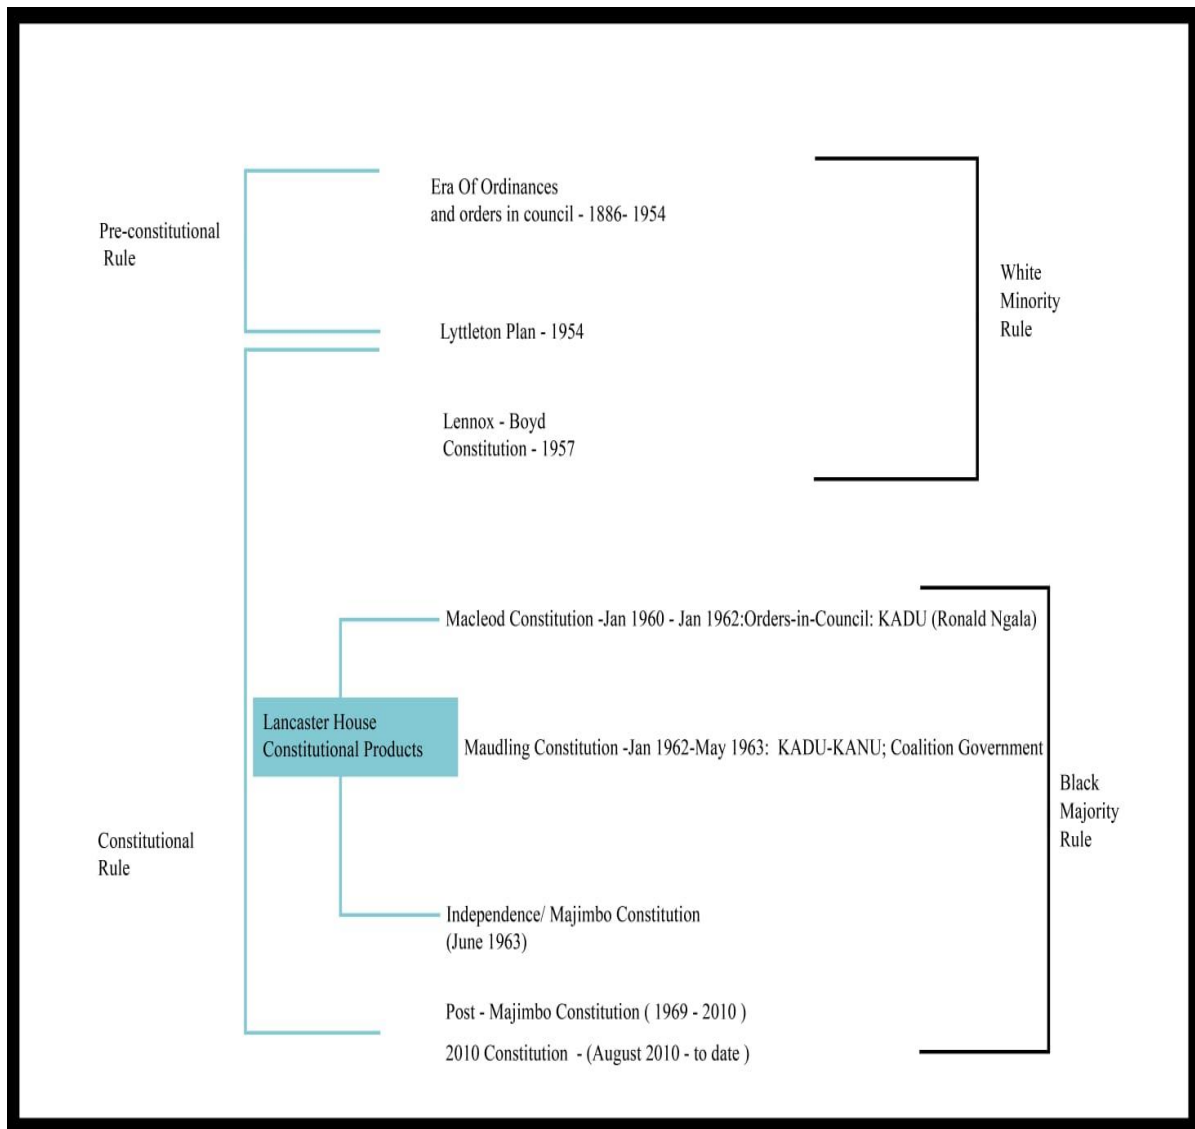 Era Of Ordinances
and orders in council - 1886- 1954
Pre-constitutional
Rule
White
Minority
Rule
Lyttleton Plan - 1954
Lennox - Boyd
Constitution - 1957
Macleod Constitution -Jan 1960 - Jan 1962:Orders-in-Council: KADU (Ronald Ngala)
Lancaster House
Constitutional Products
Maudling Constitution -Jan 1962-May 1963: KADU-KANU; Coalition Government
Black
Majority
Rule
Constitutional
Rule
Independence/ Majimbo Constitution
(June 1963)
Post - Majimbo Constitution ( 1969 - 2010 )
2010 Constitution - (August 2010 - to date )